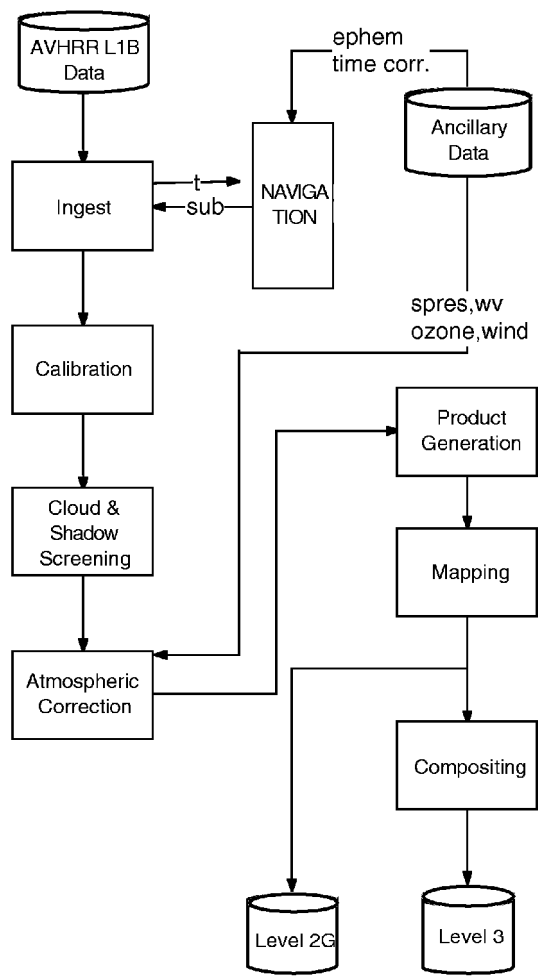 AVHRR L1B
Data
ephem
time corr.
Ancillary
Data
Ingest
t
sub
NAVIGA
TION
spres,wv
ozone,wind
Calibration
Product
Generation
Cloud &
Shadow
Screening
Mapping
Atmospheric
Correction
Compositing
Level 2G
Level 3